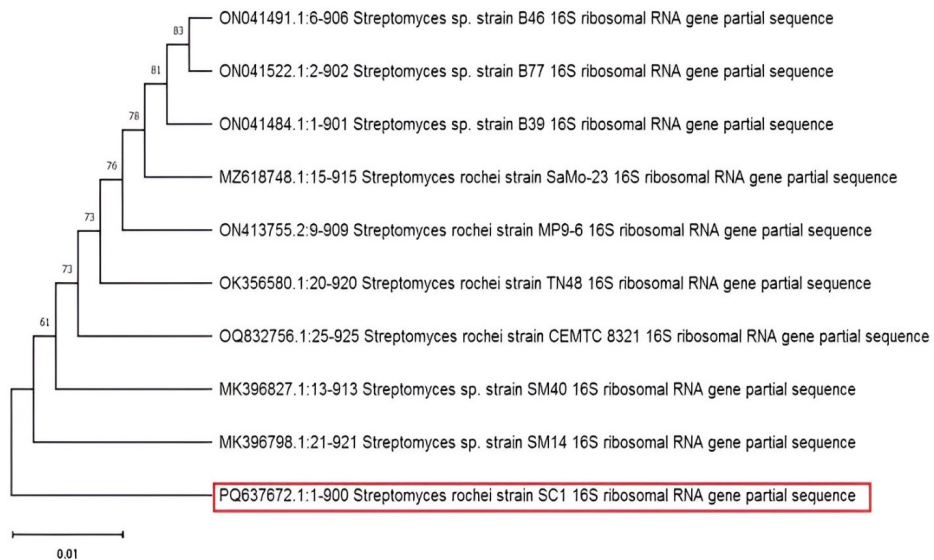 83
ON041491.1:6-906 Streptomyces sp. strain B46 16S ribosomal RNA gene partial sequence
81
ON041522.1:2-902 Streptomyces sp. strain B77 16S ribosomal RNA gene partial sequence
78
ON041484.1:1-901 Streptomyces sp. strain B39 16S ribosomal RNA gene partial sequence
76
MZ618748.1:15-915 Streptomyces rochei strain SaMo-23 16S ribosomal RNA gene partial sequence
73
ON413755.2:9-909 Streptomyces rochei strain MP9-6 16S ribosomal RNA gene partial sequence
73
OK356580.1:20-920 Streptomyces rochei strain TN48 16S ribosomal RNA gene partial sequence
61
OQ832756.1:25-925 Streptomyces rochei strain CEMTC 8321 16S ribosomal RNA gene partial sequence
MK396827.1:13-913 Streptomyces sp. strain SM40 16S ribosomal RNA gene partial sequence
MK396798.1:21-921 Streptomyces sp. strain SM14 16S ribosomal RNA gene partial sequence
PQ637672.1:1-900 Streptomyces rochei strain SC1 16S ribosomal RNA gene partial sequence
0.01